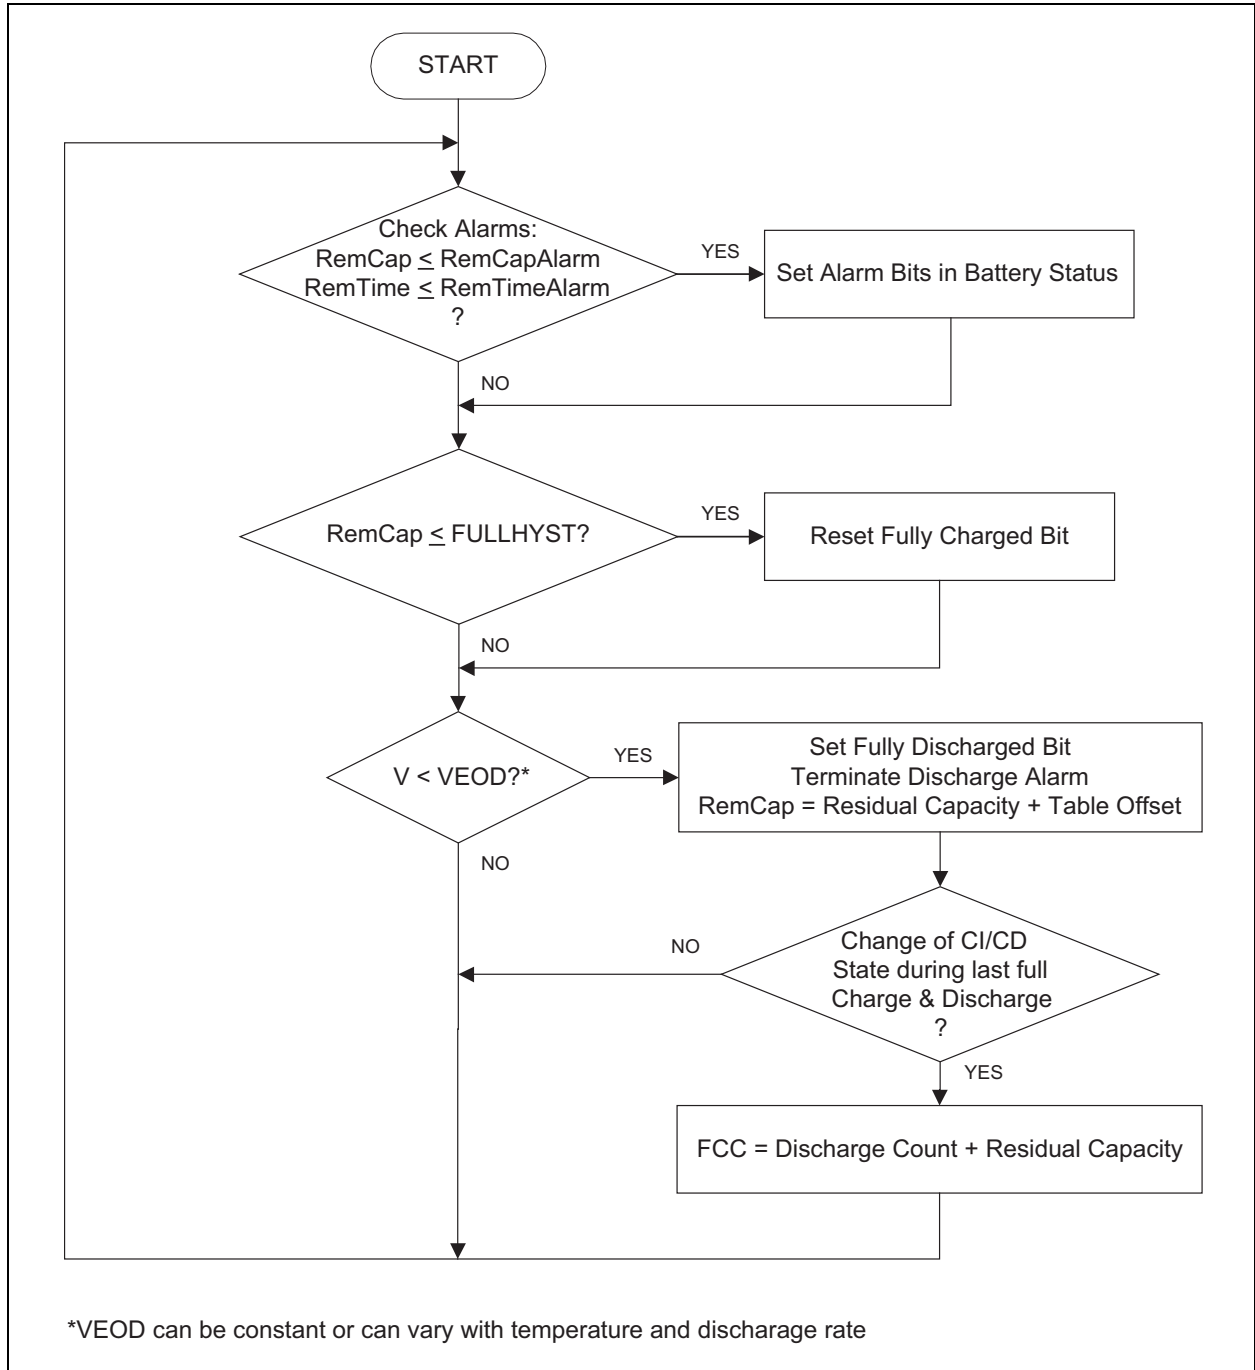 START
Check Alarms:
RemCap ≤ RemCapAlarm
RemTime ≤ RemTimeAlarm
?
YES
Set Alarm Bits in Battery Status
NO
RemCap ≤ FULLHYST?
YES
Reset Fully Charged Bit
NO
V < VEOD?*
YES
Set Fully Discharged Bit
Terminate Discharge Alarm
RemCap = Residual Capacity + Table Offset
NO
NO
Change of CI/CD
State during last full
Charge & Discharge
?
YES
FCC = Discharge Count + Residual Capacity
*VEOD can be constant or can vary with temperature and discharage rate